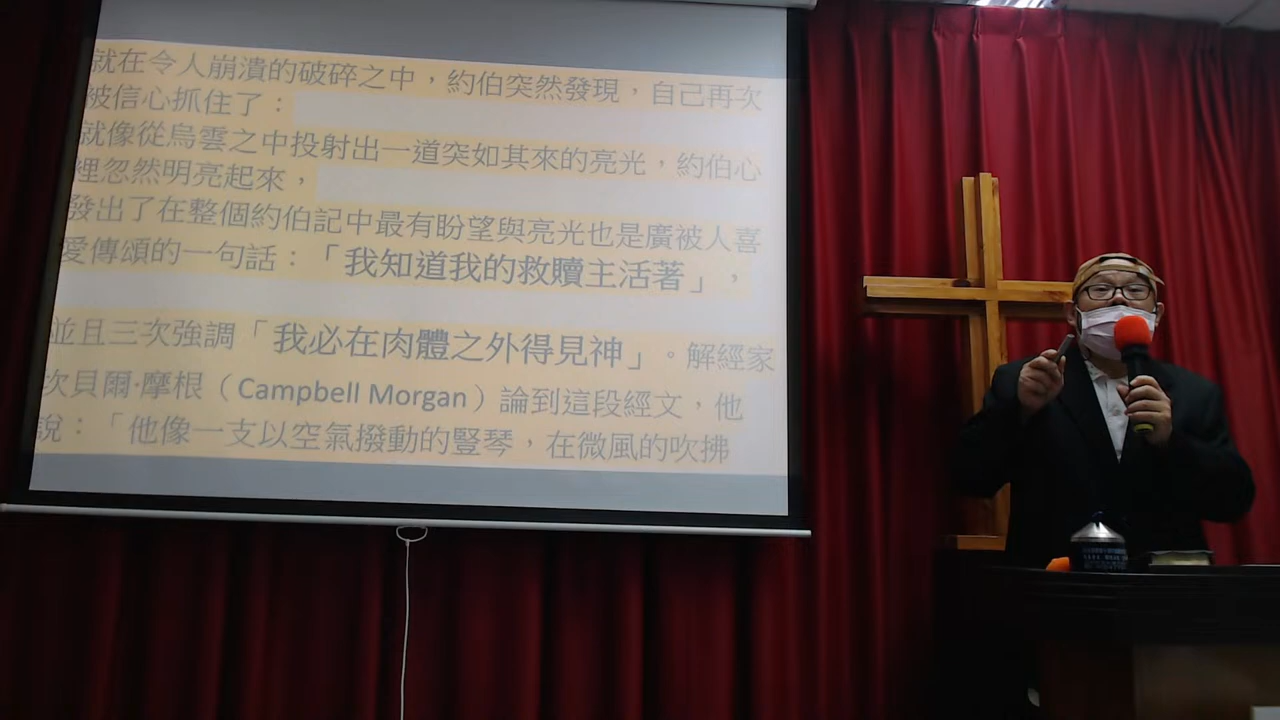 就在令人崩潰的破碎之中，約伯突然發現，自己再次
被信心抓住了：
就像從烏雲之中投射出一道突如其來的亮光，約伯心
裡忽然明亮起來，
發出了在整個約伯記中最有盼望與亮光也是廣被人喜
愛傳頌的一句話：「我知道我的救贖主活著」，
並且三次強調「我必在肉體之外得見神」。解經家
次貝爾·摩根（Campbell Morgan）論到這段經文，他
說：「他像一支以空氣撥動的豎琴，在微風的吹拂